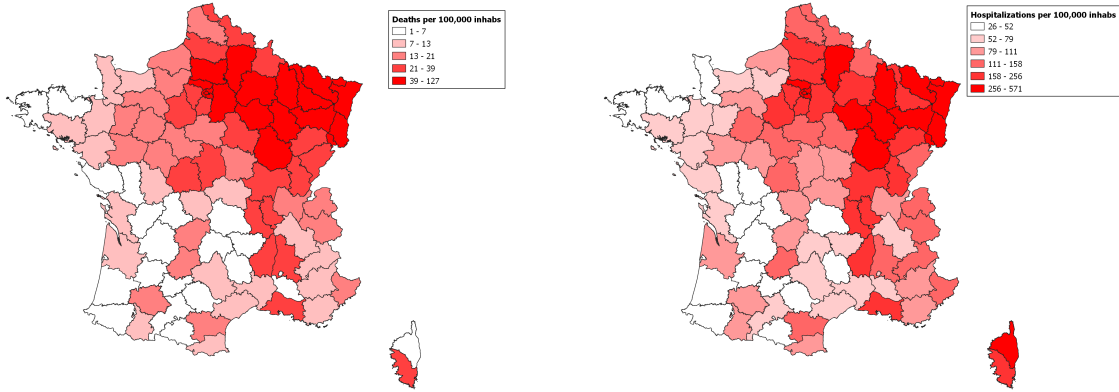 Deaths per 100,000 inhabs
1 - 7
7 - 13
13 - 21
21 - 39
39 - 127
Hospitalizations per 100,000 inhabs
26 - 52
52 - 79
79 - 111
111 - 158
158 - 256
256 - 571